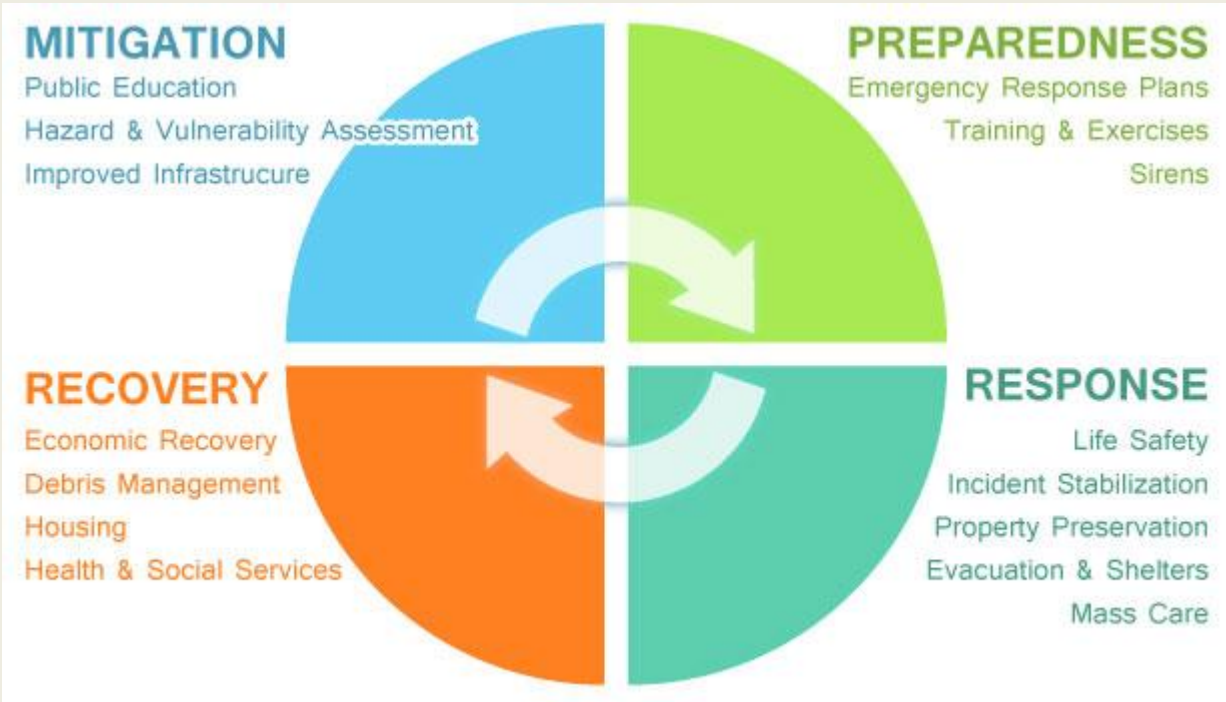 MITIGATION
Public Education
Hazard & Vulnerability Assessment
Improved Infrastrucure
PREPAREDNESS
Emergency Response Plans
Training & Exercises
Sirens
RECOVERY
Economic Recovery
Debris Management
Housing
Health & Social Services
RESPONSE
Life Safety
Incident Stabilization
Property Preservation
Evacuation & Shelters
Mass Care